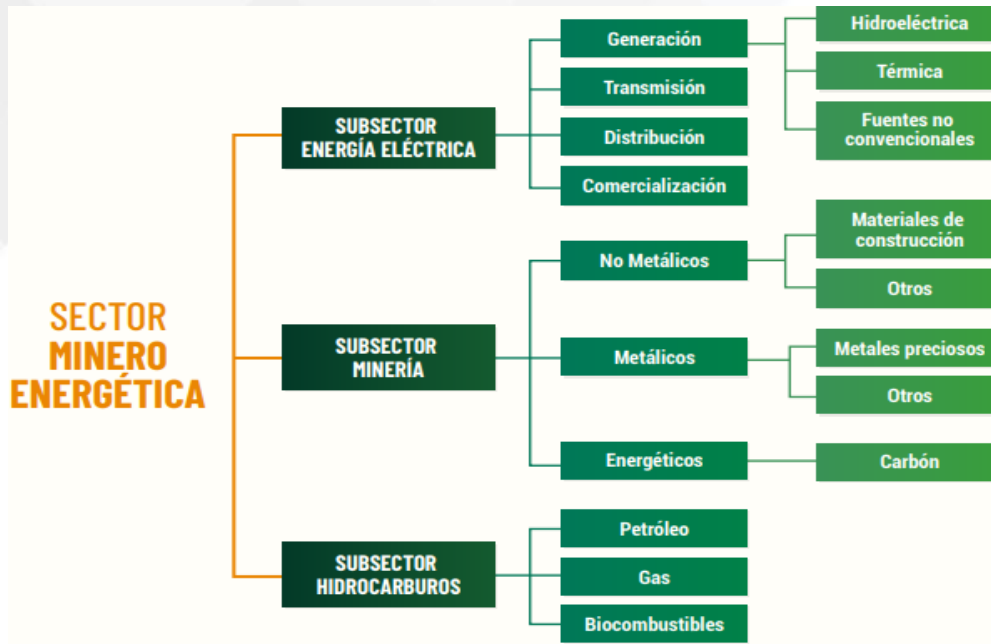 SECTOR
MINERO
ENERGÉTICA
SUBSECTOR
ENERGÍA ELÉCTRICA
Generación
Hidroeléctrica
Térmica
Fuentes no
convencionales
Transmisión
Distribución
Comercialización
SUBSECTOR
MINERÍA
No Metálicos
Materiales de
construcción
Otros
Metálicos
Metales preciosos
Otros
Energéticos
Carbón
SUBSECTOR
HIDROCARBUROS
Petróleo
Gas
Biocombustibles